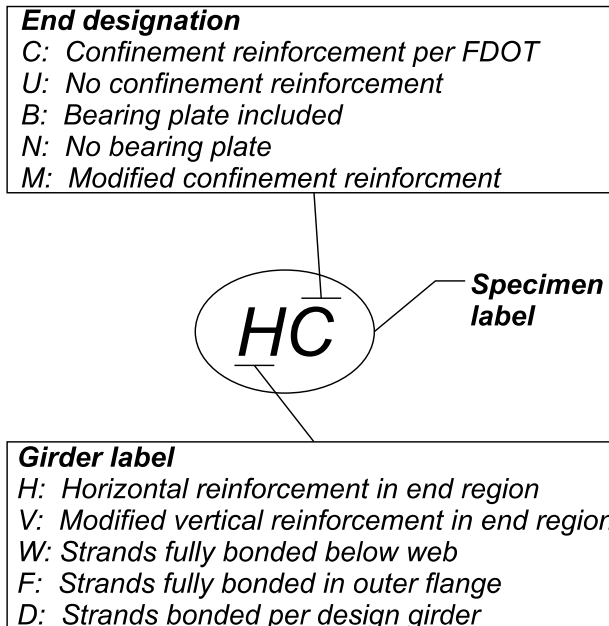 End designation
C: Confinement reinforcement per FDOT
U: No confinement reinforcement
B: Bearing plate included
N: No bearing plate
M: Modified confinement reinforcment
HC
Specimen
label
Girder label
H: Horizontal reinforcement in end region
V: Modified vertical reinforcement in end region
W: Strands fully bonded below web
F: Strands fully bonded in outer flange
D: Strands bonded per design girder